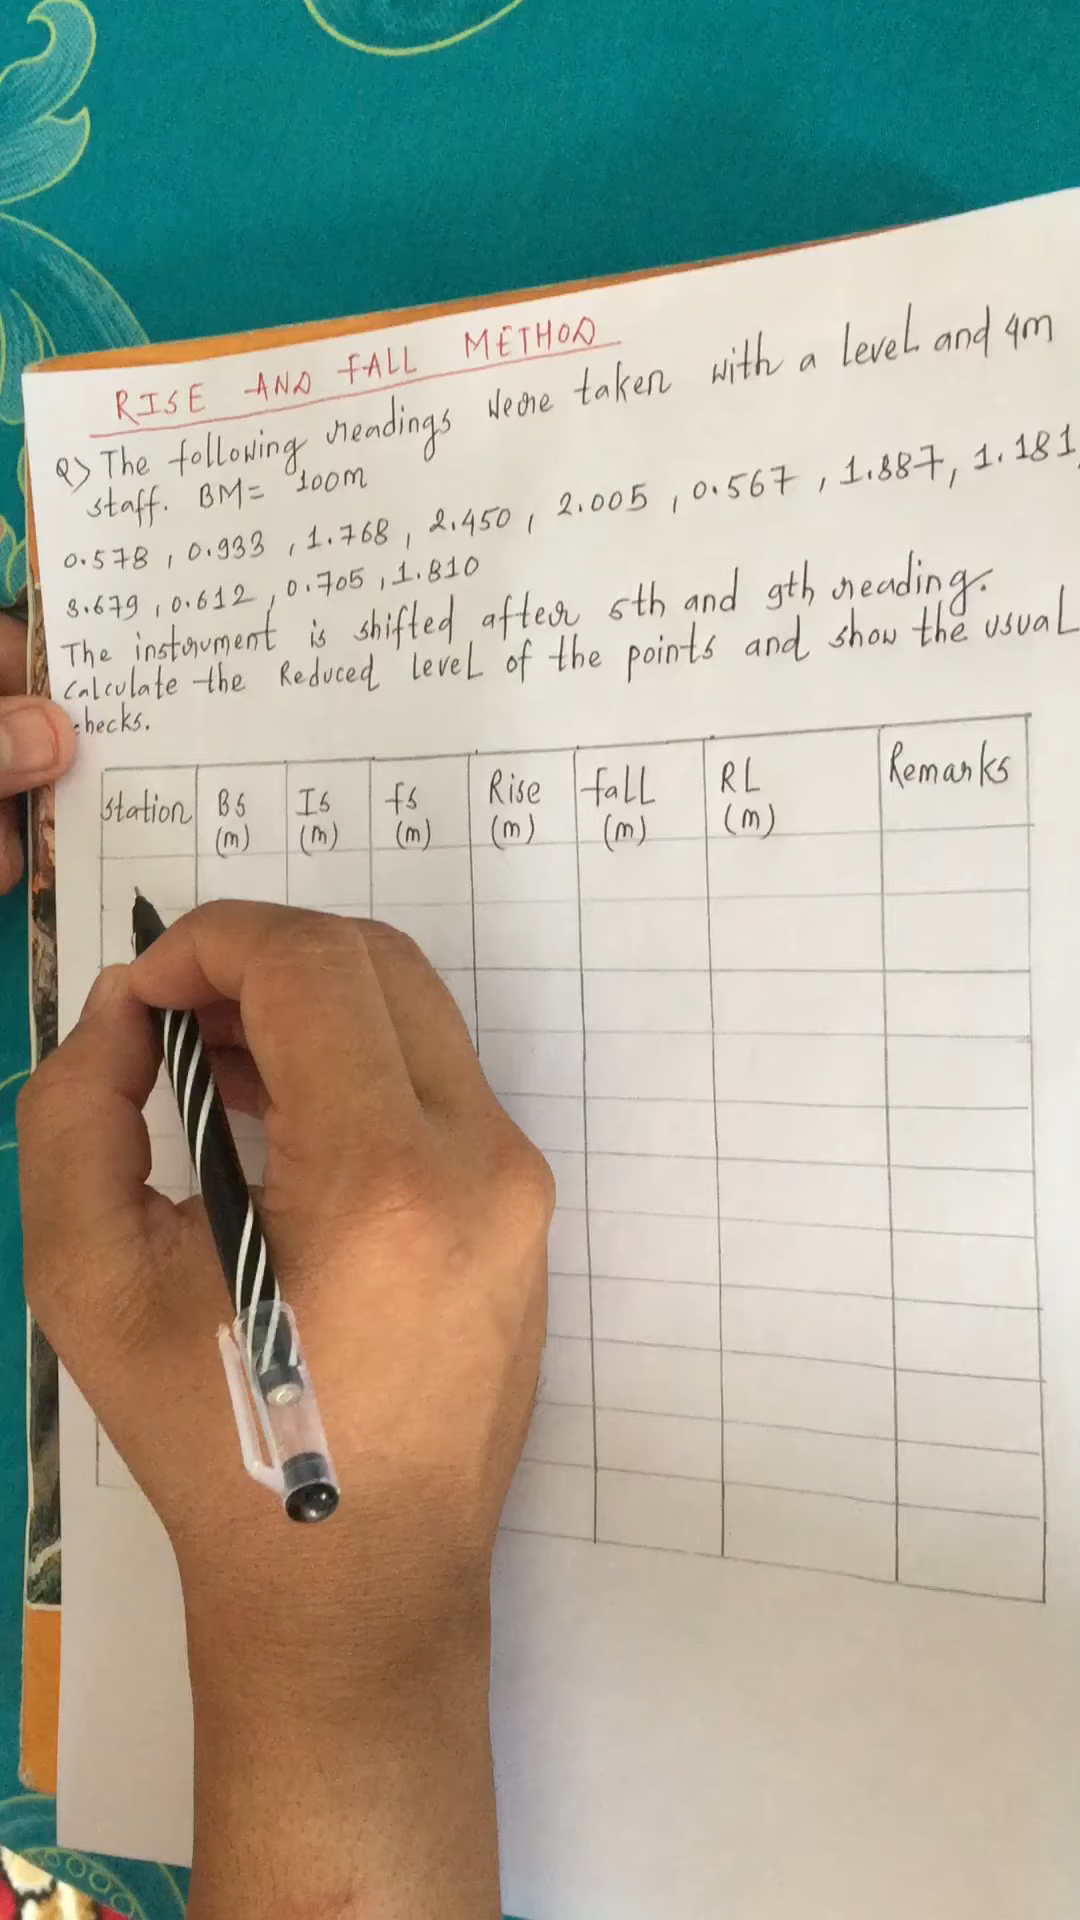 RISE AND FALL METHOD
Q> The following readings were taken with a level and 4m
staff. BM= 100m
0.578, 0.933, 1.768, 2.450, 2.005, 0.567, 1.887, 1.181,
3.679, 0.612, 0.705, 1.810
The instrument is shifted after 5th and 9th reading.
Calculate the Reduced level of the points and show the usual
checks.
Station BS (m) IS (m) fs (m) Rise (m) fall (m) RL (m) Remarks